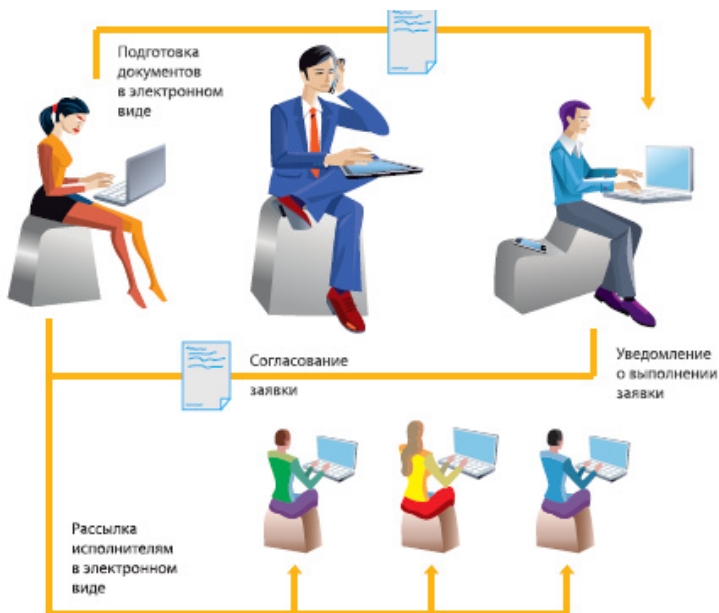 Подготовка
документов
в электронном
виде
Согласование
заявки
Уведомление
о выполнении
заявки
Рассылка
исполнителям
в электронном
виде